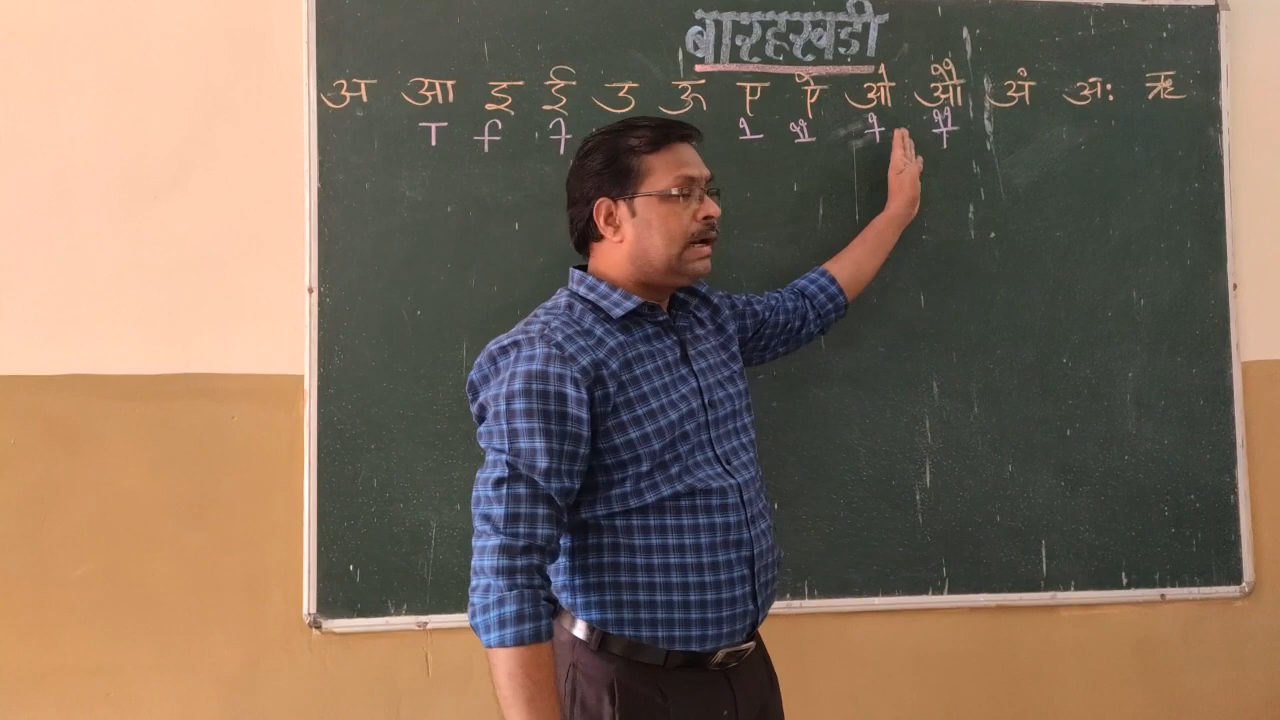 बारहखड़ी
अ आ इ ई उ ऊ ए ऐ ओ औ अं अः ऋ
ा ि ी े ै ो ौ